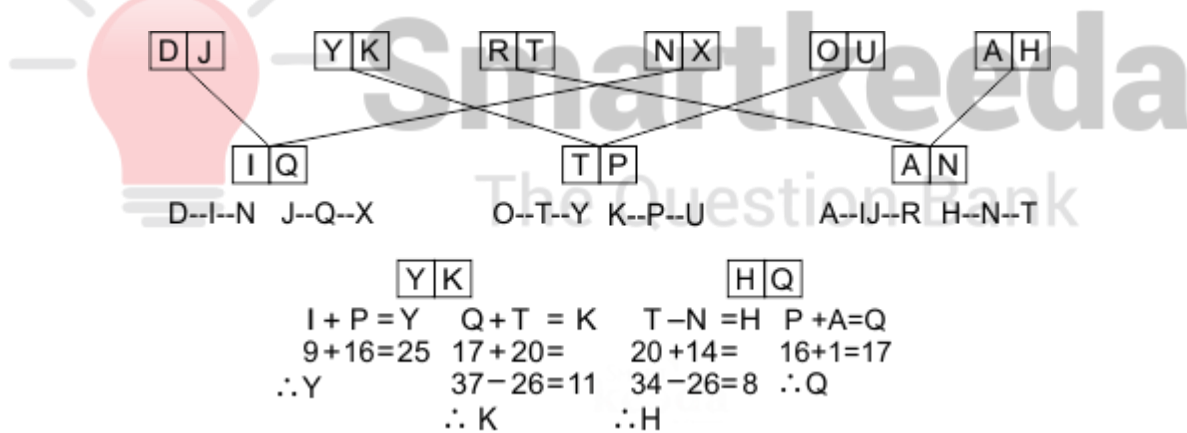 D J Y K R T N X O U A H
Smartkeeda
I Q T P A N
The Question Bank
D--I--N J--Q--X O--T--Y K--P--U A--IJ--R H--N--T
Y K H Q
I + P = Y Q + T = K T – N = H P + A = Q
9 + 16 = 25 17 + 20 = 20 + 14 = 16 + 1 = 17
∴ Y 37 – 26 = 11 34 – 26 = 8 ∴ Q
∴ K ∴ H